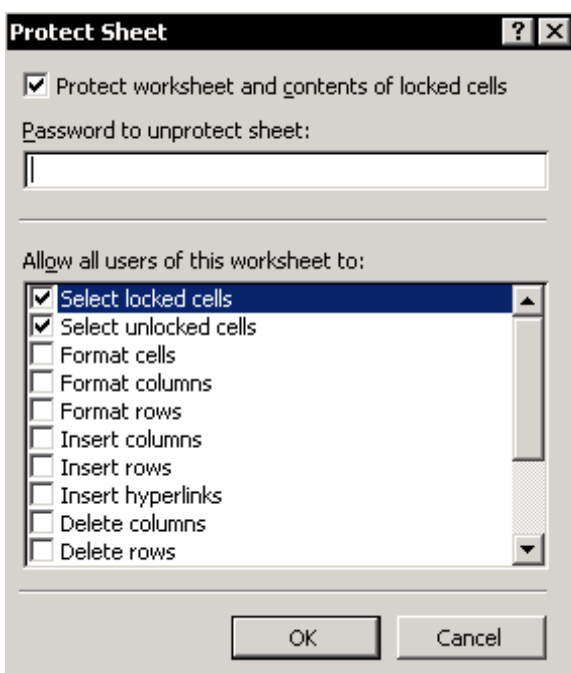 Protect Sheet
Protect worksheet and contents of locked cells
Password to unprotect sheet:
Allow all users of this worksheet to:
Select locked cells
Select unlocked cells
Format cells
Format columns
Format rows
Insert columns
Insert rows
Insert hyperlinks
Delete columns
Delete rows
OK Cancel